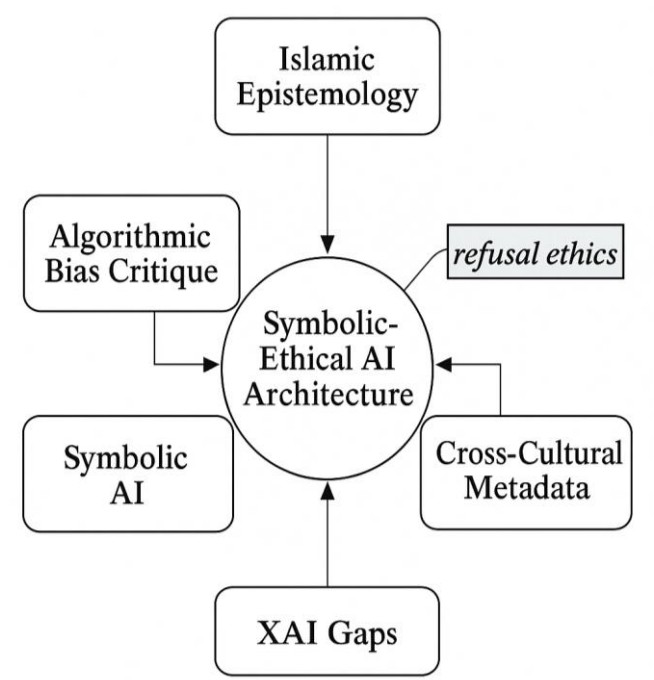 Islamic
Epistemology
Algorithmic
Bias Critique
refusal ethics
Symbolic-
Ethical AI
Architecture
Symbolic
AI
Cross-Cultural
Metadata
XAI Gaps